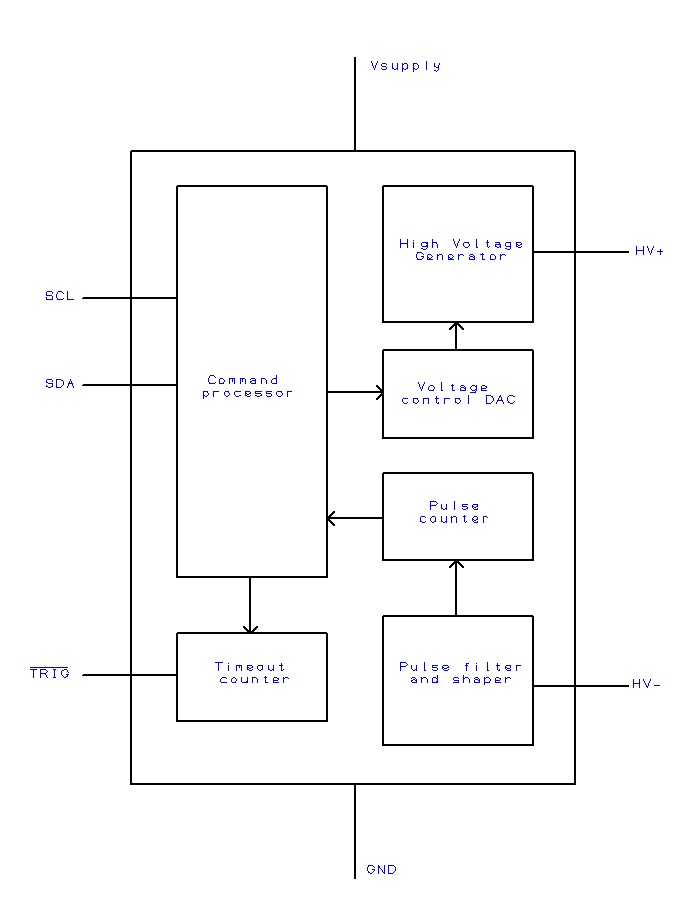 Vsupply
High Voltage
Generator
HV+
SCL
SDA
Command
processor
Voltage
control DAC
Pulse
counter
TRIG
Timeout
counter
Pulse filter
and shaper
HV-
GND